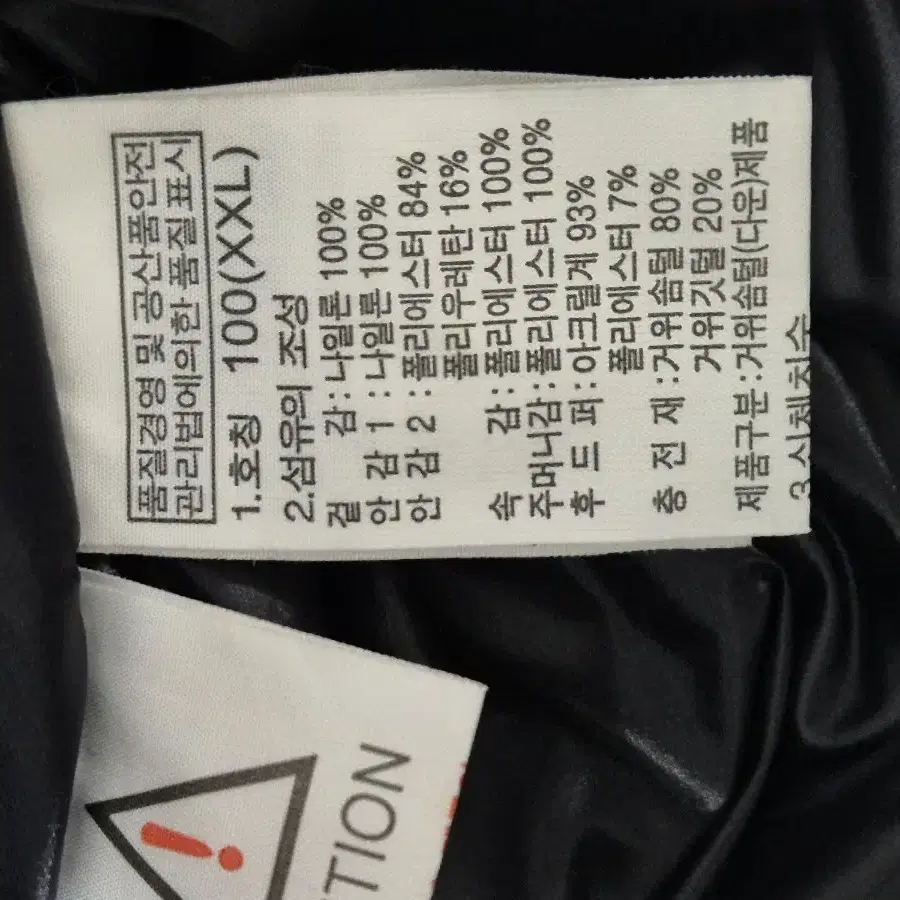 품질경영 및 공산품안전
관리법에의한 품질 표시
1.호칭 100(XXL)
2.섬유의 조성
겉 감:나일론 100%
안 감 1 :나일론 100%
안 감 2 :폴리에스터 84%
폴리우레탄 16%
속 감:폴리에스터 100%
주머니감:폴리에스터 100%
후 드 퍼:아크릴계 93%
폴리에스터 7%
충 전 재:거위솜털 80%
거위깃털 20%
제품구분:거위솜털(다운)제품
3.신체치수
TION